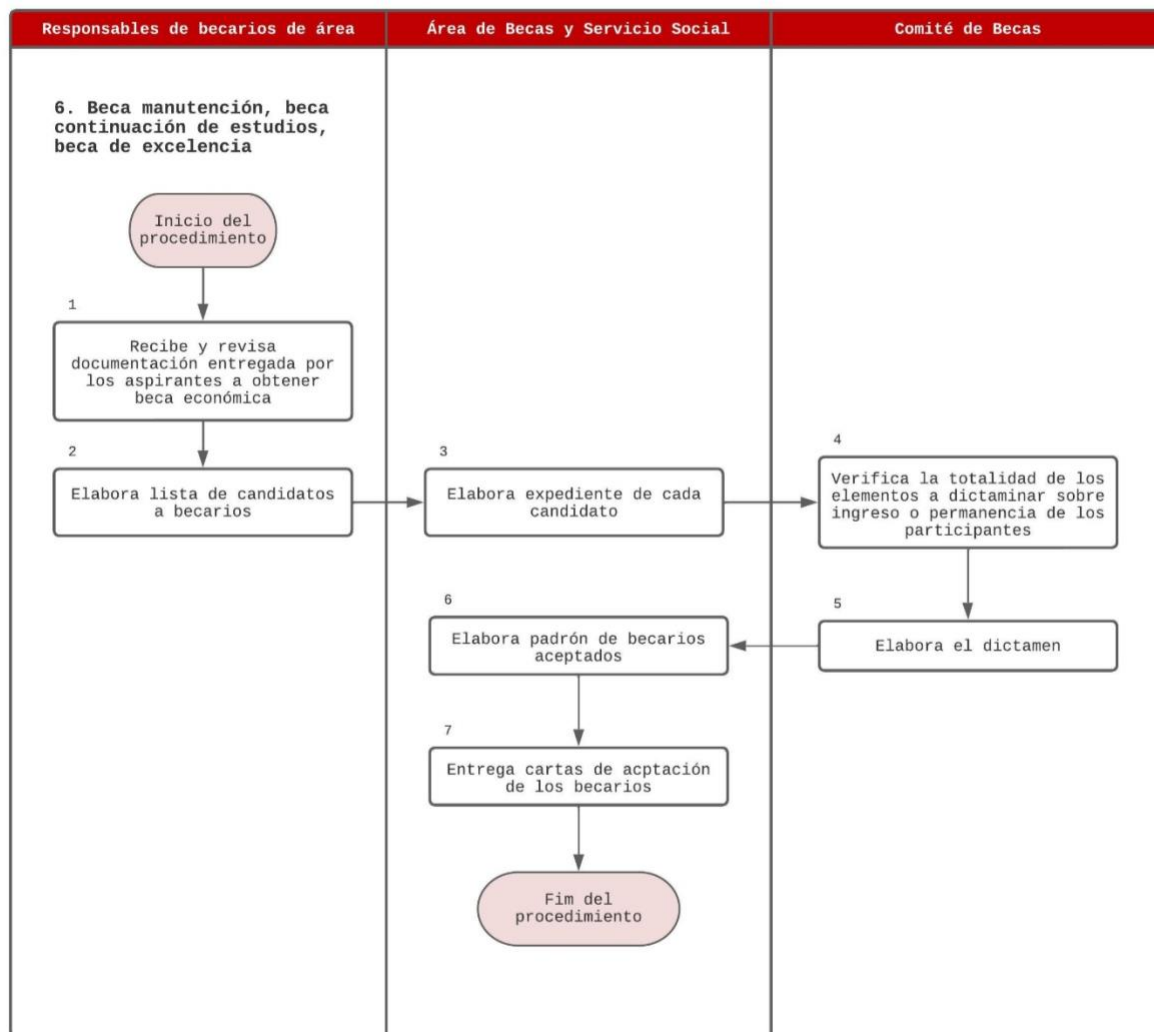 Responsables de becarios de área
Área de Becas y Servicio Social
Comité de Becas
6. Beca manutención, beca
continuación de estudios,
beca de excelencia
Inicio del
procedimiento
1
Recibe y revisa
documentación entregada por
los aspirantes a obtener
beca económica
2
Elabora lista de candidatos
a becarios
3
Elabora expediente de cada
candidato
4
Verifica la totalidad de los
elementos a dictaminar sobre
ingreso o permanencia de los
participantes
5
Elabora el dictamen
6
Elabora padrón de becarios
aceptados
7
Entrega cartas de acptación
de los becarios
Fim del
procedimiento